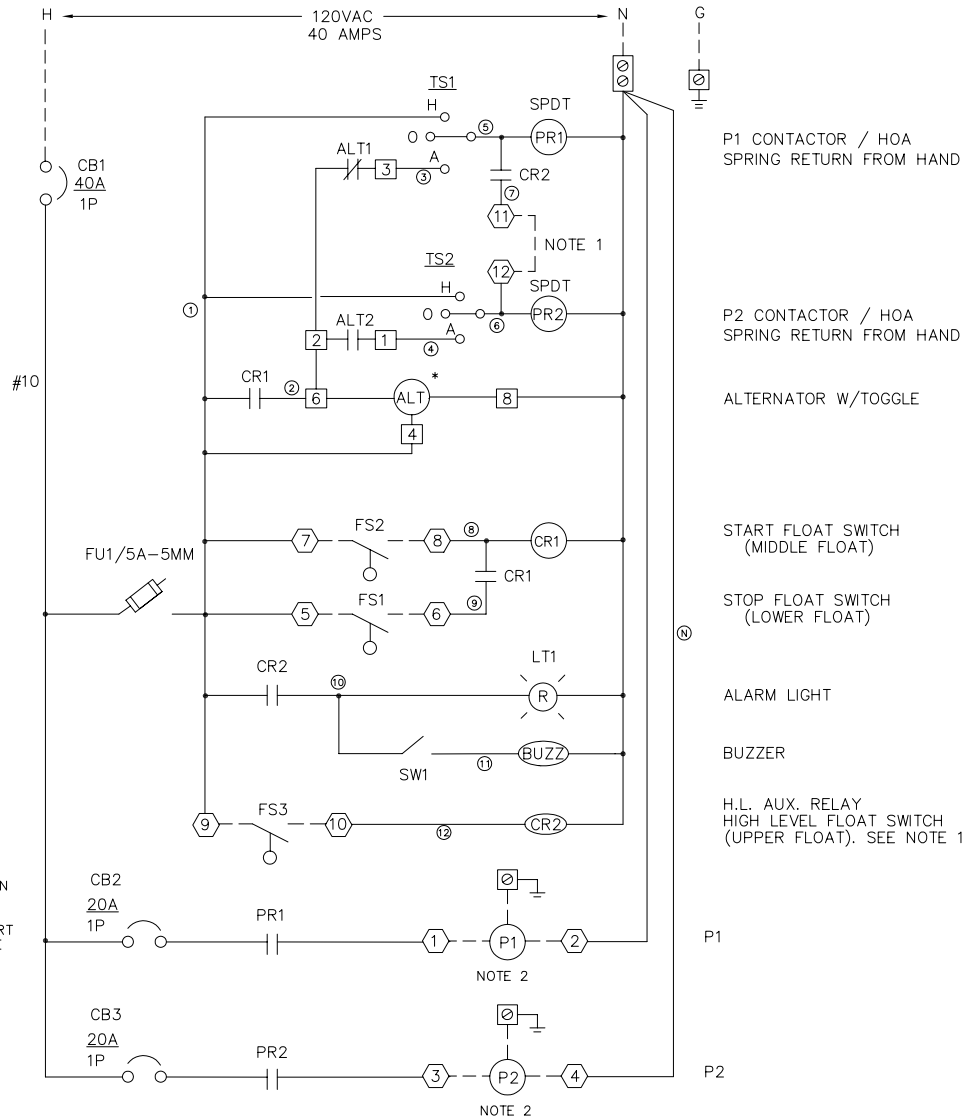 H
120VAC
40 AMPS
N
G
CB1
40A
1P
TS1
H
O
A
5
SPDT
PR1
P1 CONTACTOR / HOA
SPRING RETURN FROM HAND
ALT1
3
3
CR2
7
11
NOTE 1
12
TS2
H
O
A
6
SPDT
PR2
P2 CONTACTOR / HOA
SPRING RETURN FROM HAND
1
ALT2
2
1
4
#10
CR1
2
6
ALT
*
8
4
ALTERNATOR W/TOGGLE
FS2
7
8
8
CR1
START FLOAT SWITCH
(MIDDLE FLOAT)
FU1/5A-5MM
CR1
9
FS1
5
6
STOP FLOAT SWITCH
(LOWER FLOAT)
N
CR2
10
LT1
R
ALARM LIGHT
SW1
11
BUZZ
BUZZER
FS3
9
10
12
CR2
H.L. AUX. RELAY
HIGH LEVEL FLOAT SWITCH
(UPPER FLOAT). SEE NOTE 1
CB2
20A
1P
PR1
1
P1
2
NOTE 2
P1
CB3
20A
1P
PR2
3
P2
4
NOTE 2
P2